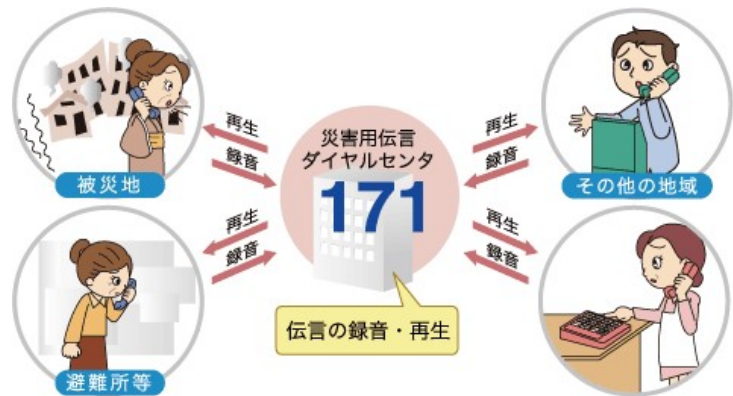 被災地
再生
録音
災害用伝言
ダイヤルセンタ
171
再生
録音
その他の地域
避難所等
再生
録音
伝言の録音・再生
再生
録音